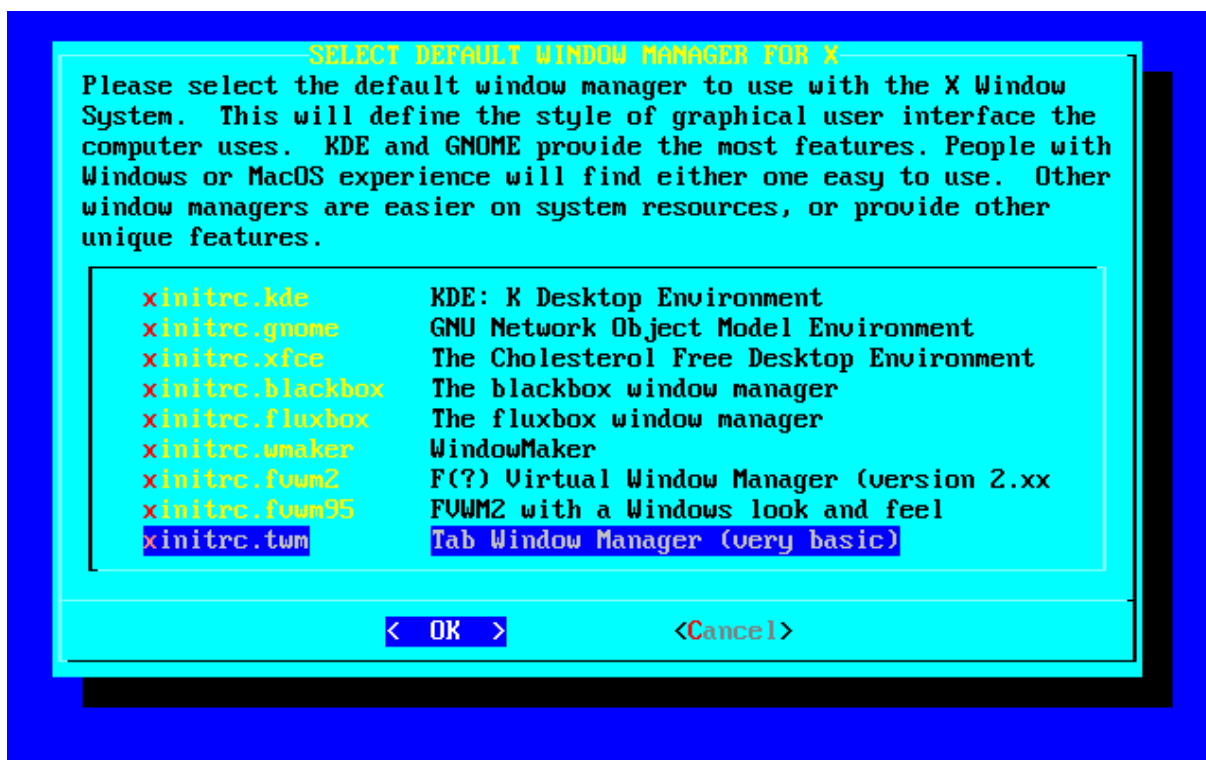 SELECT DEFAULT WINDOW MANAGER FOR X
Please select the default window manager to use with the X Window
System.  This will define the style of graphical user interface the
computer uses.  KDE and GNOME provide the most features. People with
Windows or MacOS experience will find either one easy to use.  Other
window managers are easier on system resources, or provide other
unique features.
xinitrc.kde KDE: K Desktop Environment
xinitrc.gnome GNU Network Object Model Environment
xinitrc.xfce The Cholesterol Free Desktop Environment
xinitrc.blackbox The blackbox window manager
xinitrc.fluxbox The fluxbox window manager
xinitrc.wmaker WindowMaker
xinitrc.fvwm2 F(?) Virtual Window Manager (version 2.xx
xinitrc.fvwm95 FVWM2 with a Windows look and feel
xinitrc.twm Tab Window Manager (very basic)
< OK > <Cancel>